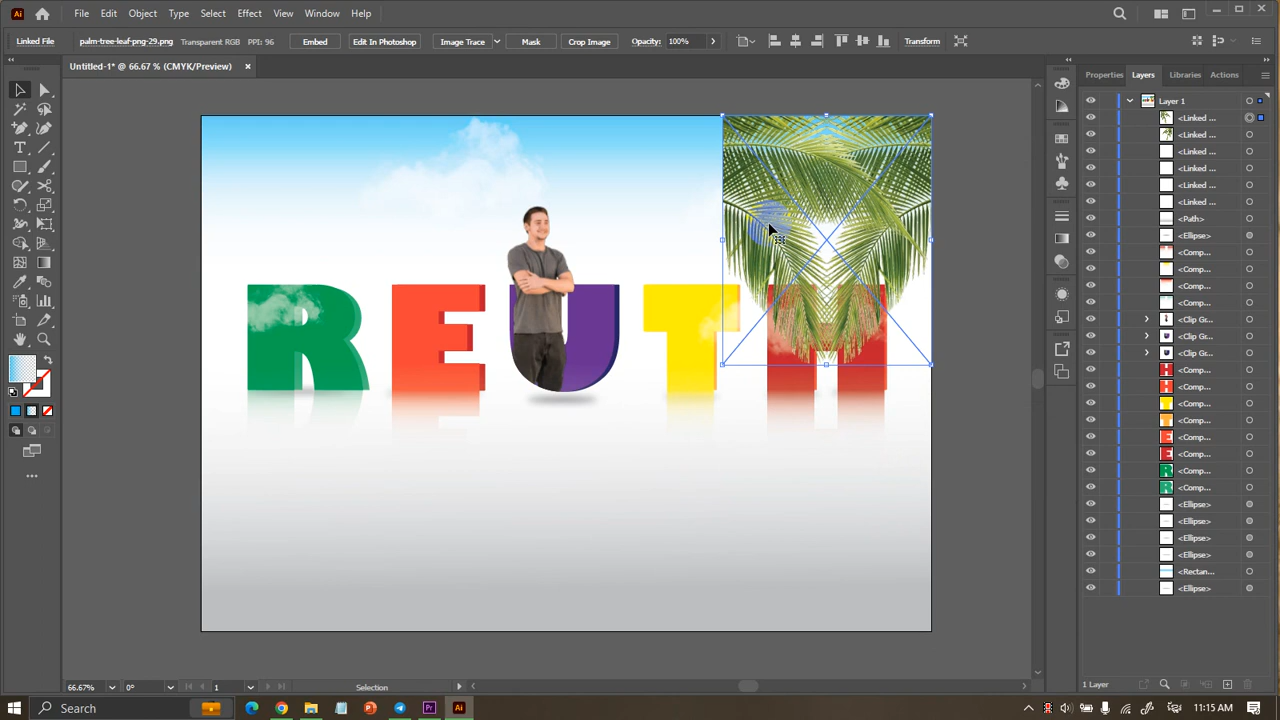 Ai File Edit Object Type Select Effect View Window Help
Linked File palm-tree-leaf-png-29.png Transparent RGB PPI: 96 Embed Edit In Photoshop Image Trace Mask Crop Image Opacity: 100% Transform
Untitled-1* @ 66.67 % (CMYK/Preview) ×
Properties Layers Libraries Actions
Layer 1
<Linked ...
<Linked ...
<Linked ...
<Linked ...
<Linked ...
<Linked ...
<Path>
<Ellipse>
<Comp...
<Comp...
<Comp...
<Comp...
<Clip Gr...
<Clip Gr...
<Clip Gr...
<Comp...
<Comp...
<Comp...
<Comp...
<Comp...
<Comp...
<Comp...
<Comp...
<Ellipse>
<Ellipse>
<Ellipse>
<Ellipse>
<Rectan...
<Ellipse>
REUTH
66.67% 0° 1 Selection
1 Layer
Search Pr Ai 11:15 AM